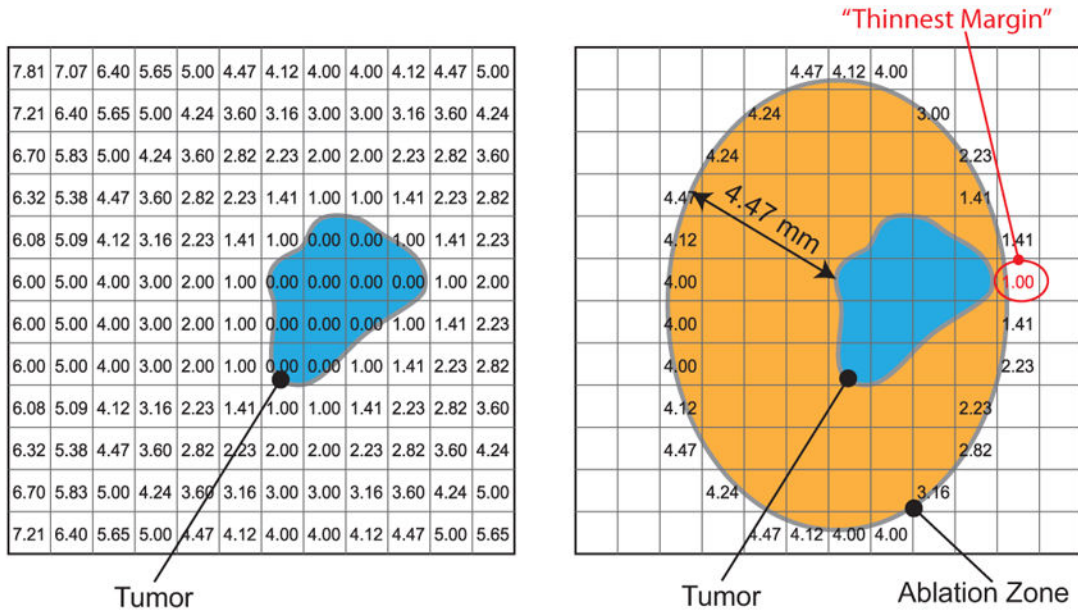 “Thinnest Margin”
7.81 7.07 6.40 5.65 5.00 4.47 4.12 4.00 4.00 4.12 4.47 5.00
7.21 6.40 5.65 5.00 4.24 3.60 3.16 3.00 3.00 3.16 3.60 4.24
6.70 5.83 5.00 4.24 3.60 2.82 2.23 2.00 2.00 2.23 2.82 3.60
6.32 5.38 4.47 3.60 2.82 2.23 1.41 1.00 1.00 1.41 2.23 2.82
6.08 5.09 4.12 3.16 2.23 1.41 1.00 0.00 0.00 1.00 1.41 2.23
6.00 5.00 4.00 3.00 2.00 1.00 0.00 0.00 0.00 0.00 1.00 2.00
6.00 5.00 4.00 3.00 2.00 1.00 0.00 0.00 0.00 1.00 1.41 2.23
6.00 5.00 4.00 3.00 2.00 1.00 0.00 0.00 1.00 1.41 2.23 2.82
6.08 5.09 4.12 3.16 2.23 1.41 1.00 1.00 1.41 2.23 2.82 3.60
6.32 5.38 4.47 3.60 2.82 2.23 2.00 2.00 2.23 2.82 3.60 4.24
6.70 5.83 5.00 4.24 3.60 3.16 3.00 3.00 3.16 3.60 4.24 5.00
7.21 6.40 5.65 5.00 4.47 4.12 4.00 4.00 4.12 4.47 5.00 5.65
Tumor
4.47 4.12 4.00
4.24 3.00
4.24 2.23
4.47 1.41
4.47 mm
4.12 1.41
4.00 1.00
4.00 1.41
4.00 2.23
4.12 2.23
4.47 2.82
4.24 3.16
4.47 4.12 4.00 4.00
Tumor
Ablation Zone